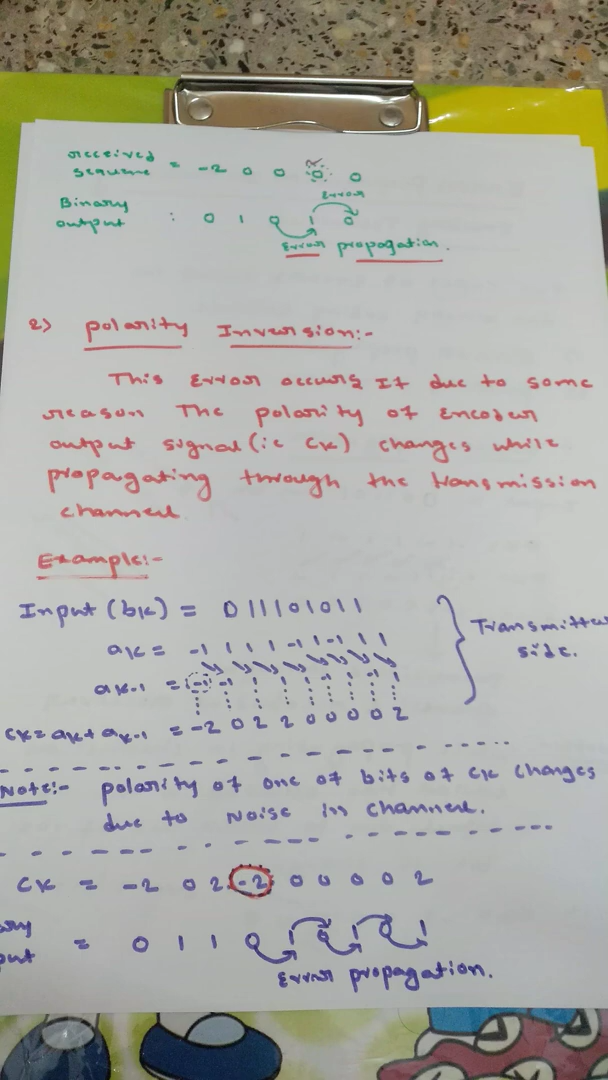 received
sequence = -2 0 0 0 0
Error
Binary
output : 0 1 0 1 0
Error propagation.
2) polarity Inversion:-
This Error occurs If due to some
reason The polarity of Encoder
output signal (ie CK) changes while
propagating through the transmission
channel.
Example:-
Input (bk) = 0 1 1 1 0 1 0 1 1
ak = -1 1 1 1 -1 1 -1 1 1
ak-1 = -1 -1 1 1 1 -1 1 -1 1
Transmitter
side.
CK = ak + ak-1 = -2 0 2 2 0 0 0 0 2
Note:- polarity of one of bits of CK changes
due to Noise in channel.
CK = -2 0 2 -2 0 0 0 0 2
= 0 1 1 0 1 0 1 0 1
Error propagation.